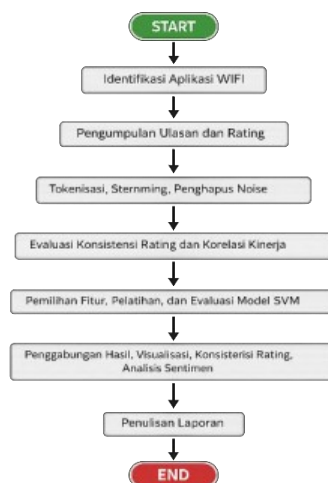 START
Identifikasi Aplikasi WIFI
Pengumpulan Ulasan dan Rating
Tokenisasi, Sternming, Penghapus Noise
Evaluasi Konsistensi Rating dan Korelasi Kinerja
Pemilihan Fitur, Pelatihan, dan Evaluasi Model SVM
Penggabungan Hasil, Visualisasi, Konsisterisi Rating,
Analisis Sentimen
Penulisan Laporan
END